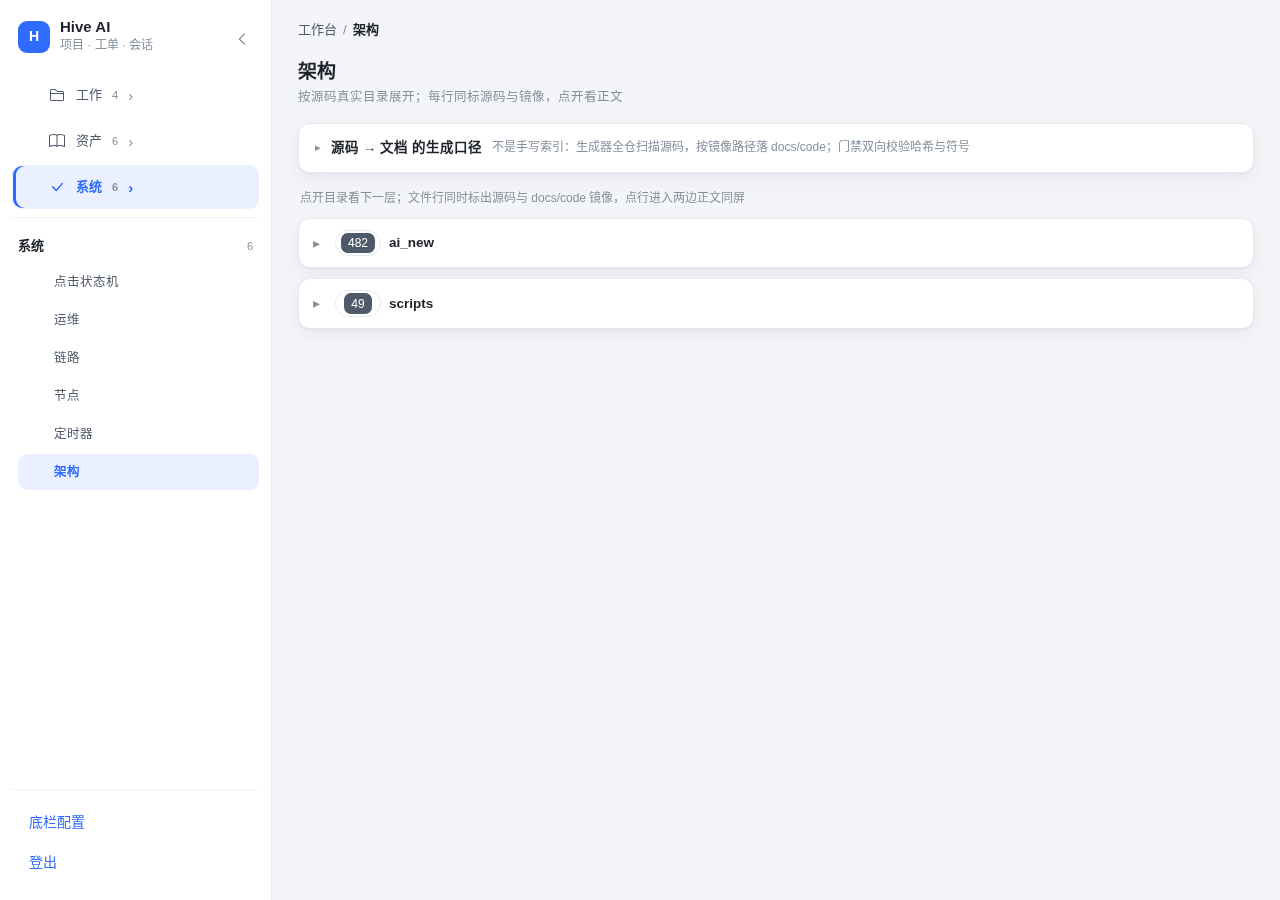 H
Hive AI
项目 · 工单 · 会话
工作 4 ›
资产 6 ›
系统 6 ›
系统 6
点击状态机
运维
链路
节点
定时器
架构
底栏配置
登出
工作台 / 架构
架构
按源码真实目录展开；每行同标源码与镜像，点开看正文
▸ 源码 → 文档 的生成口径 不是手写索引：生成器全仓扫描源码，按镜像路径落 docs/code；门禁双向校验哈希与符号
点开目录看下一层；文件行同时标出源码与 docs/code 镜像，点行进入两边正文同屏
▶ 482 ai_new
▶ 49 scripts